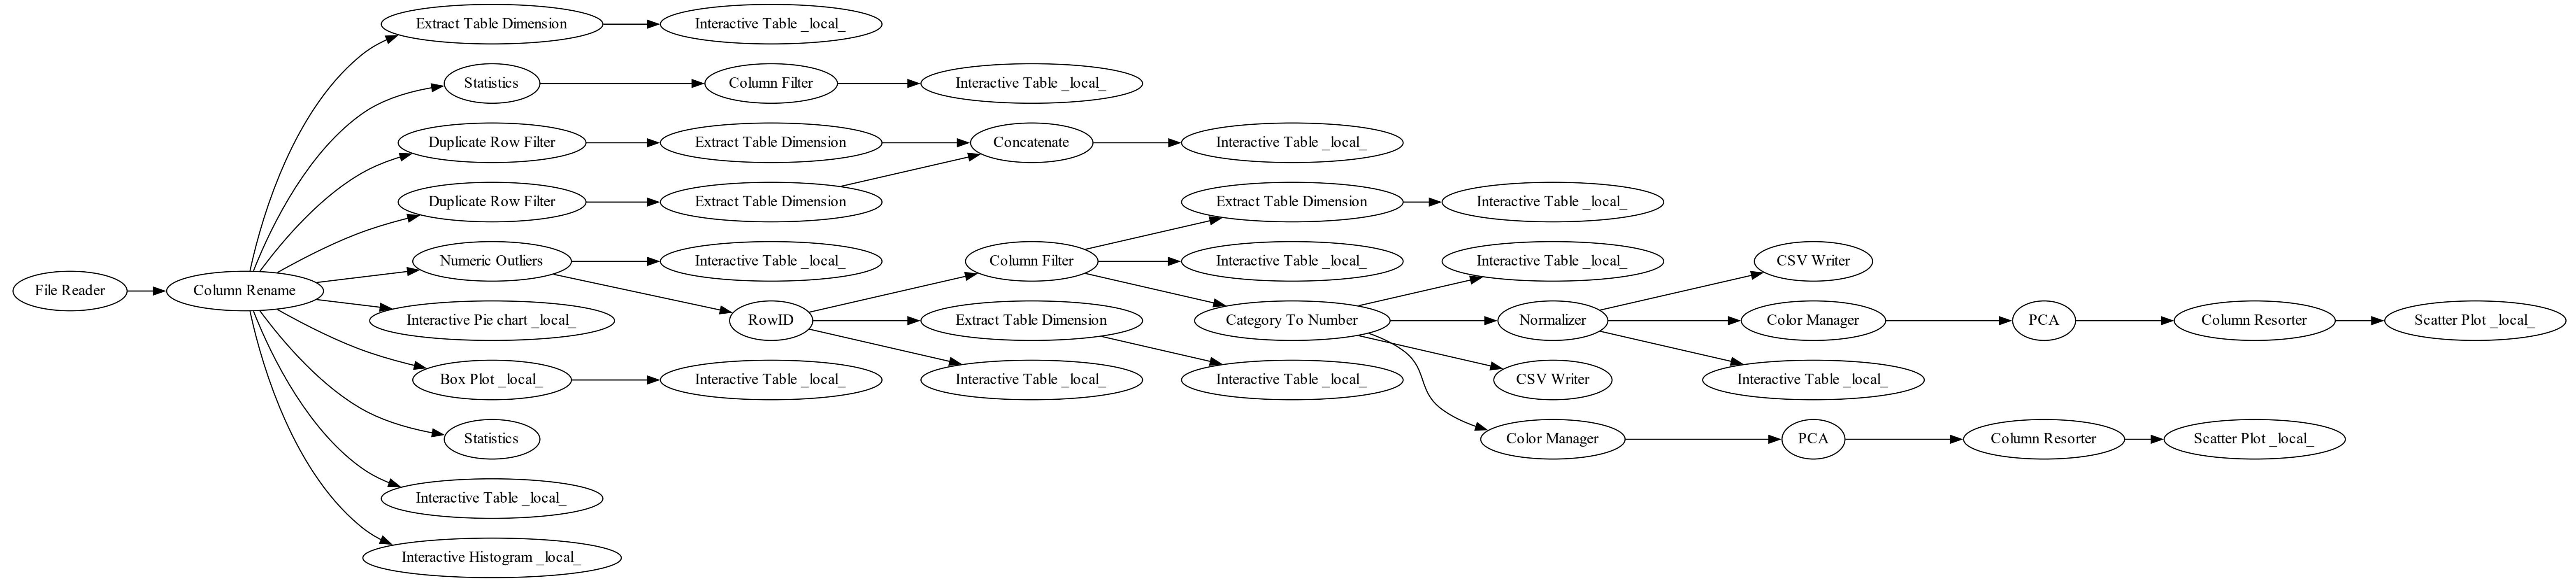 Extract Table Dimension
Interactive Table _local_
Statistics
Column Filter
Interactive Table _local_
Duplicate Row Filter
Extract Table Dimension
Concatenate
Interactive Table _local_
Duplicate Row Filter
Extract Table Dimension
Extract Table Dimension
Interactive Table _local_
Numeric Outliers
Interactive Table _local_
Column Filter
Interactive Table _local_
Interactive Table _local_
CSV Writer
File Reader
Column Rename
Interactive Pie chart _local_
RowID
Extract Table Dimension
Category To Number
Normalizer
Color Manager
PCA
Column Resorter
Scatter Plot _local_
Box Plot _local_
Interactive Table _local_
Interactive Table _local_
Interactive Table _local_
CSV Writer
Interactive Table _local_
Statistics
Color Manager
PCA
Column Resorter
Scatter Plot _local_
Interactive Table _local_
Interactive Histogram _local_